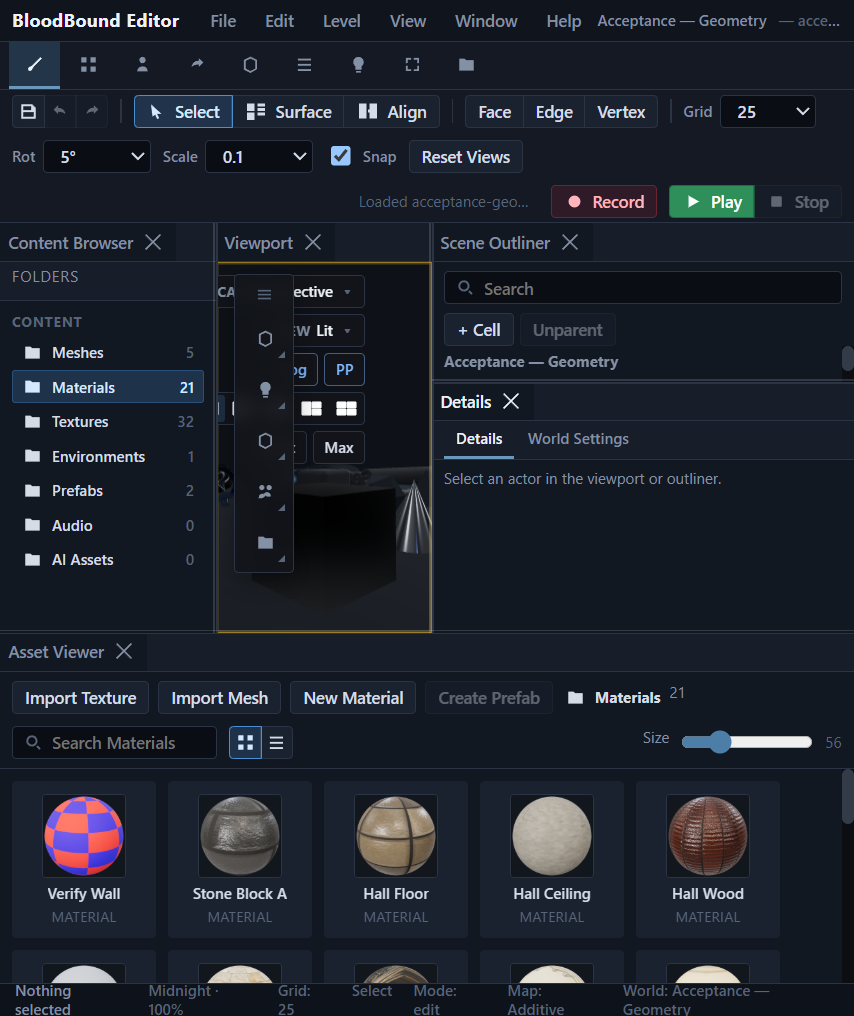 BloodBound Editor File Edit Level View Window Help Acceptance — Geometry — acce...
Select Surface Align Face Edge Vertex Grid 25
Rot 5° Scale 0.1 Snap Reset Views
Loaded acceptance-geo... Record Play Stop
Content Browser Viewport Scene Outliner
FOLDERS
CONTENT
Meshes 5
Materials 21
Textures 32
Environments 1
Prefabs 2
Audio 0
AI Assets 0
CA ective
EW Lit
og PP
Max
Search
+ Cell Unparent
Acceptance — Geometry
Details
Details World Settings
Select an actor in the viewport or outliner.
Asset Viewer
Import Texture Import Mesh New Material Create Prefab Materials 21
Search Materials Size 56
Verify Wall Stone Block A Hall Floor Hall Ceiling Hall Wood
MATERIAL MATERIAL MATERIAL MATERIAL MATERIAL
Nothing selected Midnight · 100% Grid: 25 Select Mode: edit Map: Additive World: Acceptance — Geometry